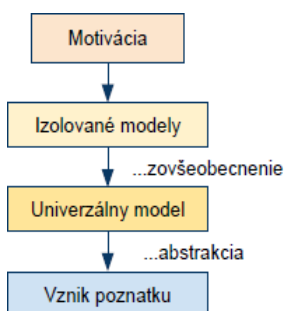 Motivácia
Izolované modely
...zovšeobecnenie
Univerzálny model
...abstrakcia
Vznik poznatku